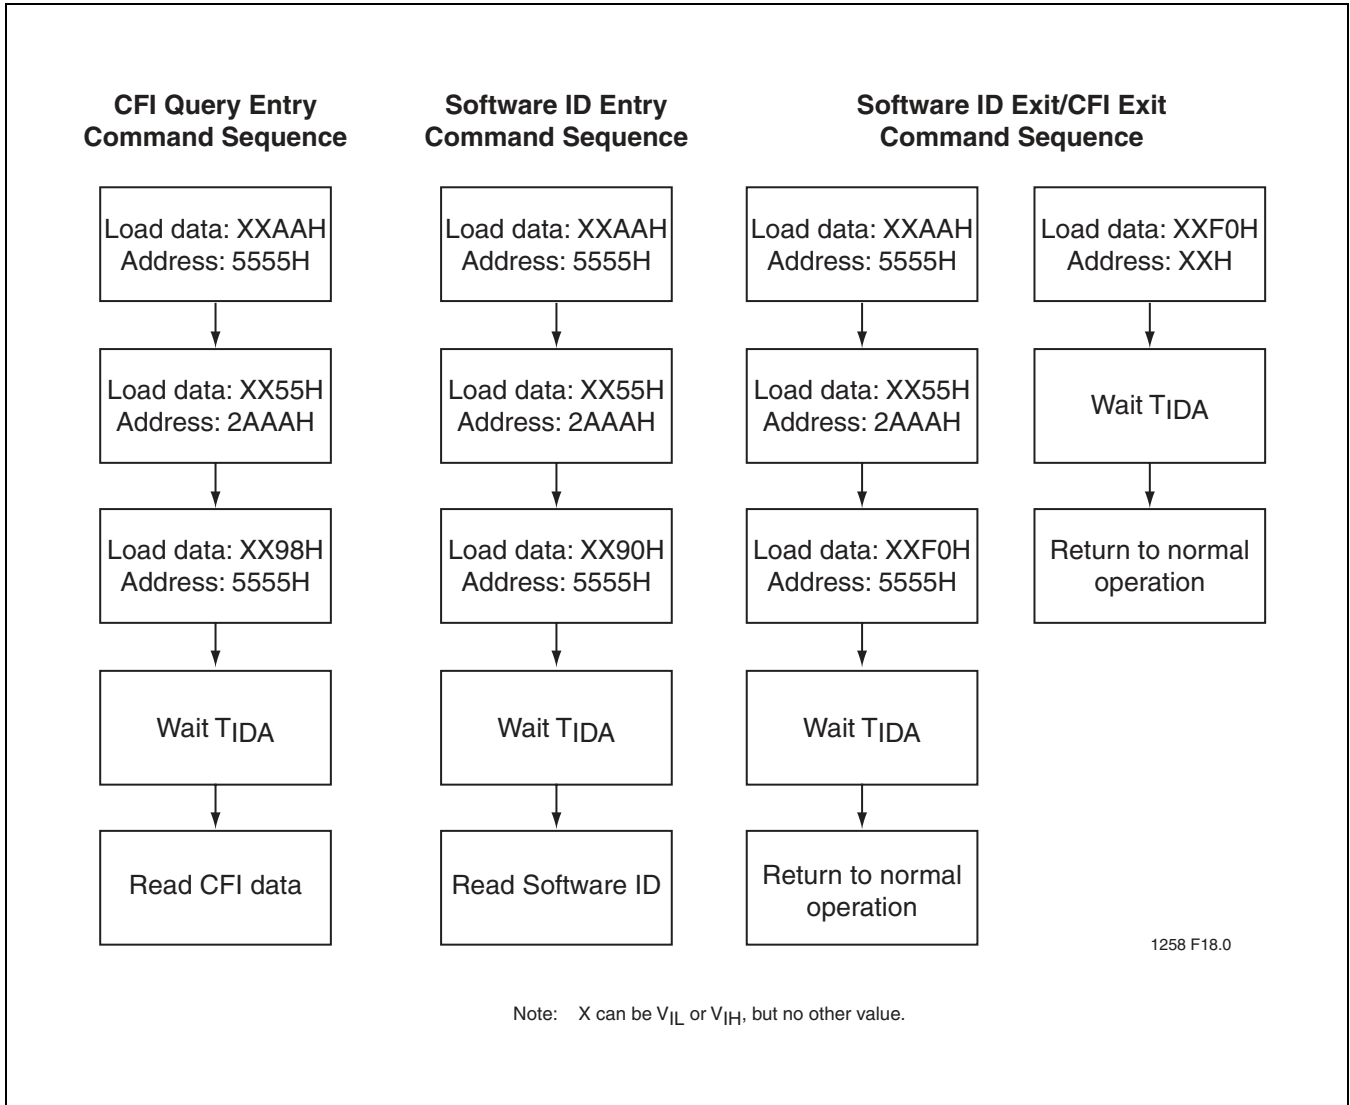 CFI Query Entry
Command Sequence
Load data: XXAAH
Address: 5555H
Load data: XX55H
Address: 2AAAH
Load data: XX98H
Address: 5555H
Wait TIDA
Read CFI data
Software ID Entry
Command Sequence
Load data: XXAAH
Address: 5555H
Load data: XX55H
Address: 2AAAH
Load data: XX90H
Address: 5555H
Wait TIDA
Read Software ID
Software ID Exit/CFI Exit
Command Sequence
Load data: XXAAH
Address: 5555H
Load data: XX55H
Address: 2AAAH
Load data: XXF0H
Address: 5555H
Wait TIDA
Return to normal
operation
Load data: XXF0H
Address: XXH
Wait TIDA
Return to normal
operation
1258 F18.0
Note: X can be VIL or VIH, but no other value.